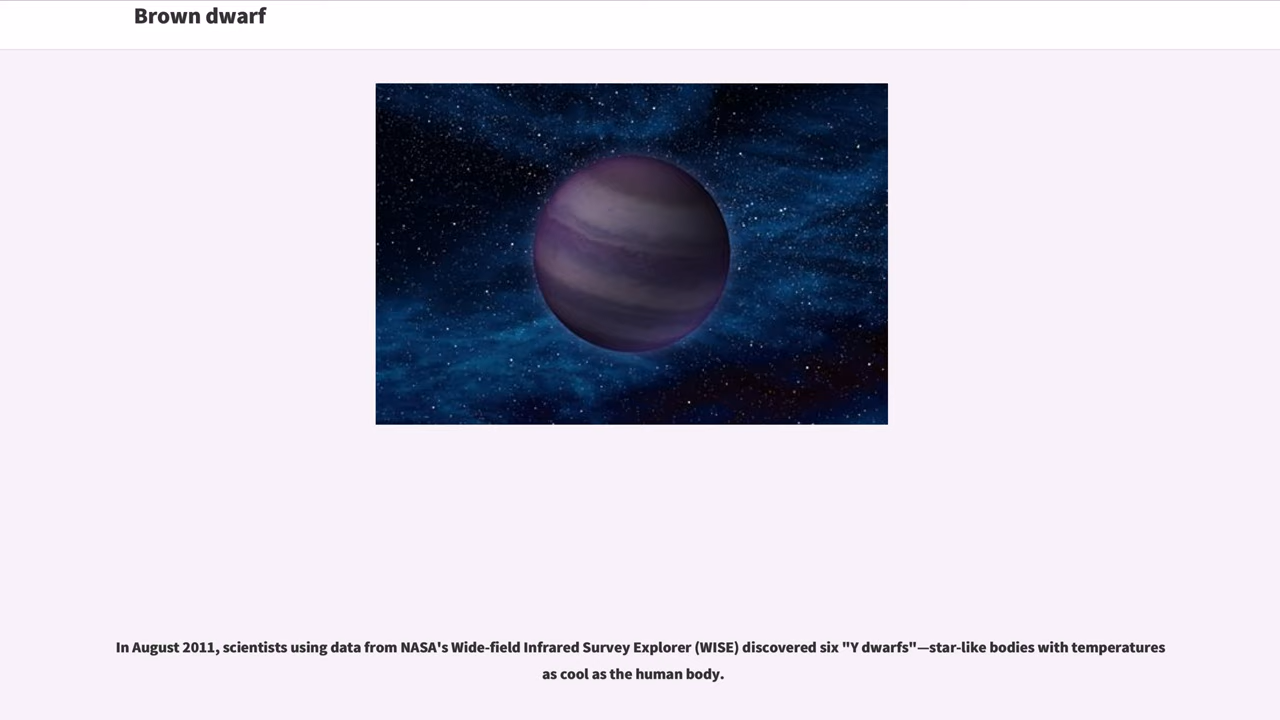 Brown dwarf
In August 2011, scientists using data from NASA's Wide-field Infrared Survey Explorer (WISE) discovered six "Y dwarfs"—star-like bodies with temperatures
as cool as the human body.